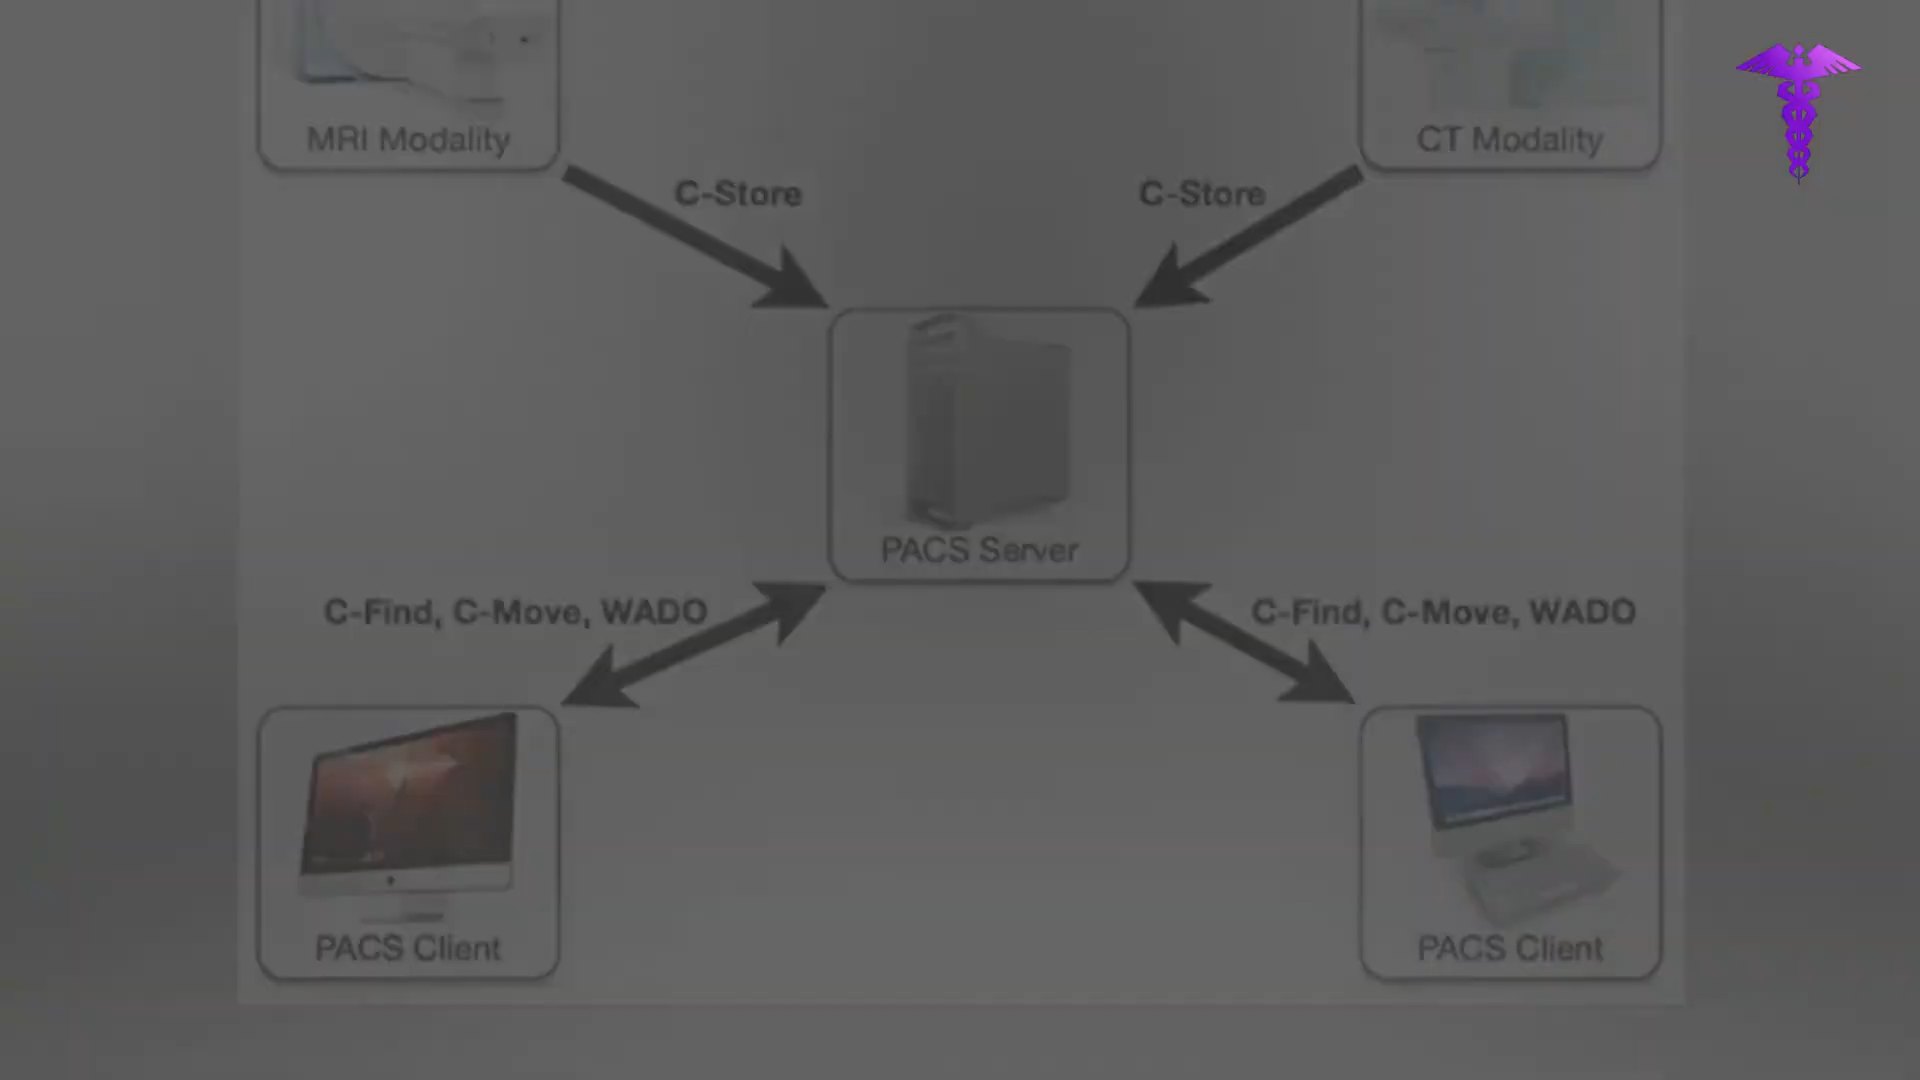 MRI Modality
CT Modality
C-Store
C-Store
PACS Server
C-Find, C-Move, WADO
C-Find, C-Move, WADO
PACS Client
PACS Client